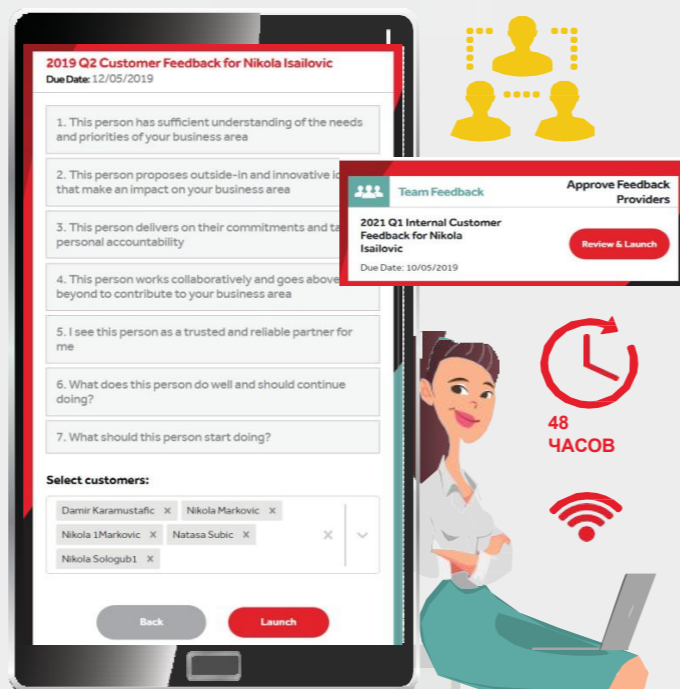 2019 Q2 Customer Feedback for Nikola Isailovic
Due Date: 12/05/2019
1. This person has sufficient understanding of the needs
and priorities of your business area
2. This person proposes outside-in and innovative
that make an impact on your business area
3. This person delivers on their commitments and
personal accountability
4. This person works collaboratively and goes above
beyond to contribute to your business area
5. I see this person as a trusted and reliable partner for
me
6. What does this person do well and should continue
doing?
7. What should this person start doing?
Select customers:
Damir Karamustafic × Nikola Markovic ×
Nikola 1Markovic × Natasa Subic ×
Nikola Sologub1 ×
Back Launch
Team Feedback
Approve Feedback
Providers
2021 Q1 Internal Customer
Feedback for Nikola
Isailovic
Review & Launch
Due Date: 10/05/2019
48
ЧАСОВ